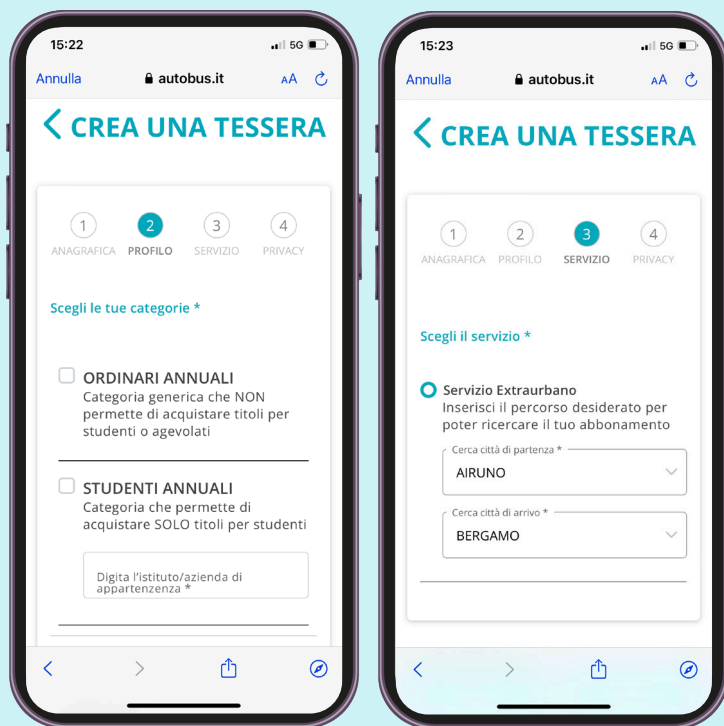 15:22
5G
Annulla
autobus.it
AA
CREA UNA TESSERA
1
2
3
4
ANAGRAFICA
PROFILO
SERVIZIO
PRIVACY
Scegli le tue categorie *
ORDINARI ANNUALI
Categoria generica che NON
permette di acquistare titoli per
studenti o agevolati
STUDENTI ANNUALI
Categoria che permette di
acquistare SOLO titoli per studenti
Digita l'istituto/azienda di
appartenzenza *
15:23
5G
Annulla
autobus.it
AA
CREA UNA TESSERA
1
2
3
4
ANAGRAFICA
PROFILO
SERVIZIO
PRIVACY
Scegli il servizio *
Servizio Extraurbano
Inserisci il percorso desiderato per
poter ricercare il tuo abbonamento
Cerca città di partenza *
AIRUNO
Cerca città di arrivo *
BERGAMO